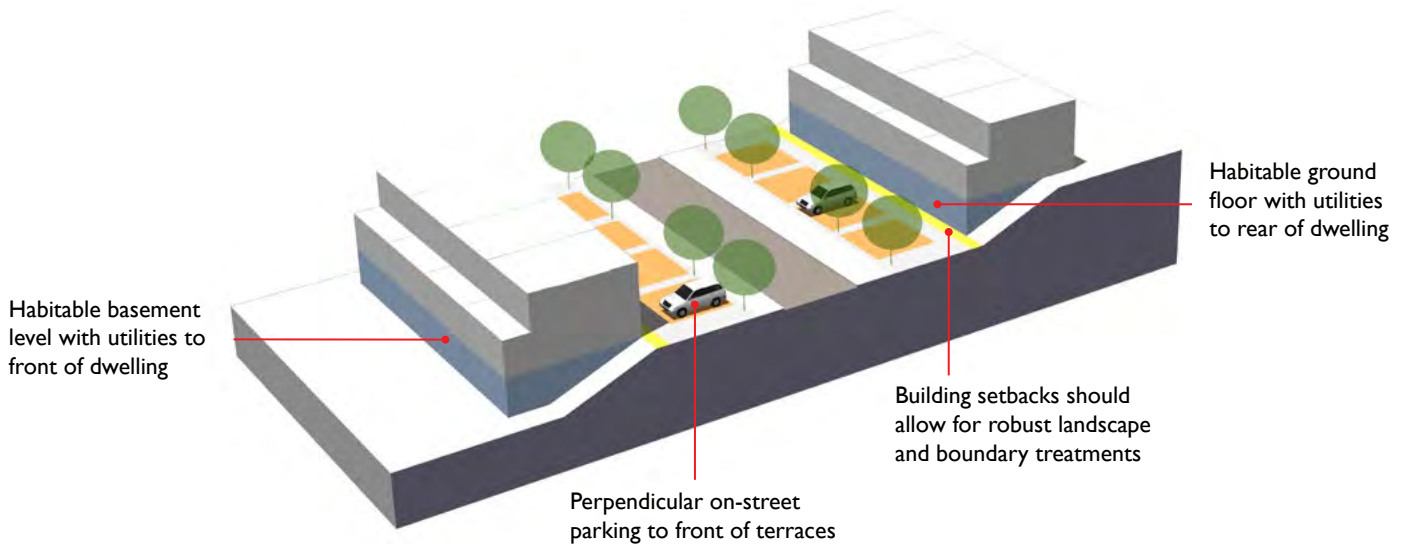 Habitable ground
floor with utilities
to rear of dwelling
Habitable basement
level with utilities to
front of dwelling
Building setbacks should
allow for robust landscape
and boundary treatments
Perpendicular on-street
parking to front of terraces